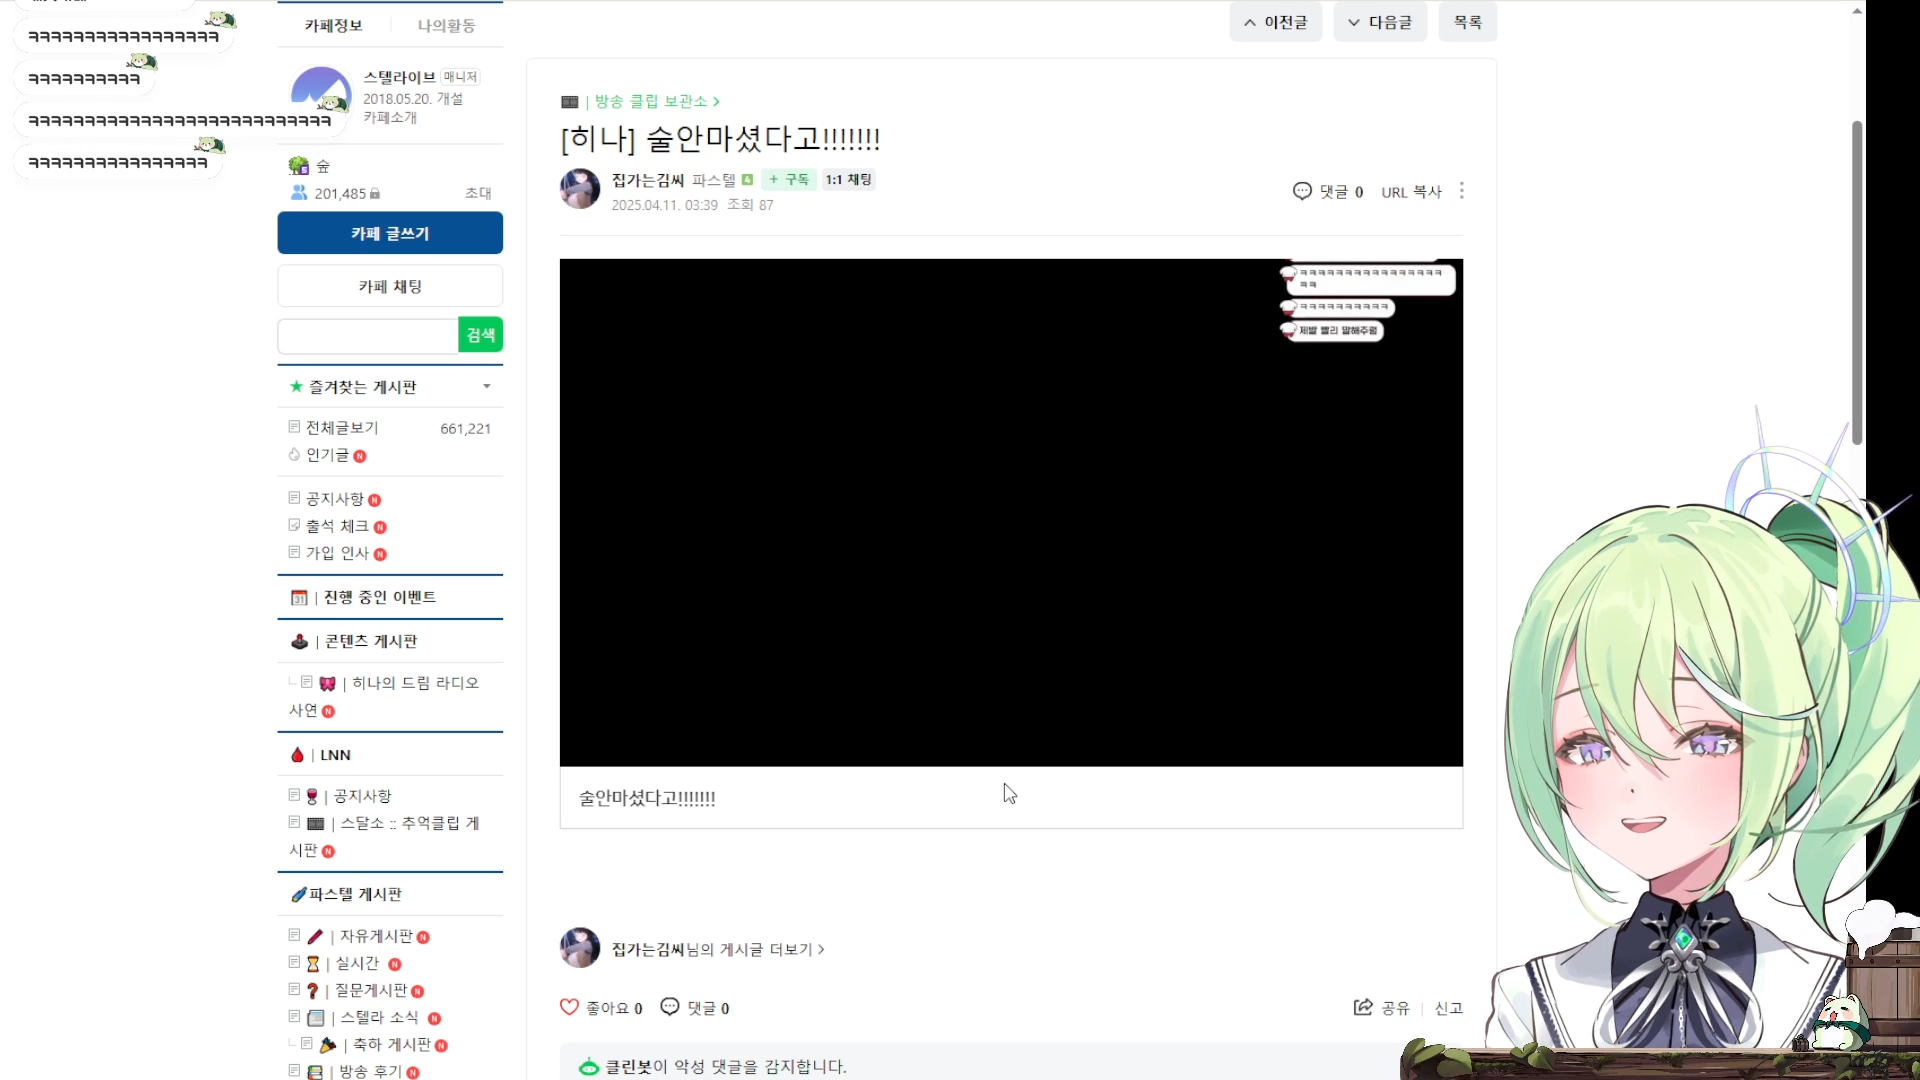 ㅋㅋㅋㅋㅋㅋㅋㅋㅋㅋㅋㅋㅋㅋㅋㅋㅋ
ㅋㅋㅋㅋㅋㅋㅋㅋㅋㅋ
ㅋㅋㅋㅋㅋㅋㅋㅋㅋㅋㅋㅋㅋㅋㅋㅋㅋㅋㅋㅋㅋㅋㅋㅋㅋㅋㅋ
ㅋㅋㅋㅋㅋㅋㅋㅋㅋㅋㅋㅋㅋㅋㅋㅋ
카페정보 나의활동
스텔라이브 매니저
2018.05.20. 개설
카페소개
숲
201,485 초대
카페 글쓰기
카페 채팅
검색
즐겨찾는 게시판
전체글보기 661,221
인기글 N
공지사항 N
출석 체크 N
가입 인사 N
31 | 진행 중인 이벤트
| 콘텐츠 게시판
| 히나의 드림 라디오
사연 N
| LNN
| 공지사항
| 스달소 :: 추억클립 게
시판 N
파스텔 게시판
| 자유게시판 N
| 실시간 N
| 질문게시판 N
| 스텔라 소식 N
| 축하 게시판 N
| 방송 후기 N
이전글 다음글 목록
| 방송 클립 보관소 >
[히나] 술안마셨다고!!!!!!!
집가는김씨 파스텔 4 + 구독 1:1 채팅
2025.04.11. 03:39 조회 87
댓글 0 URL 복사
ㅋㅋㅋㅋㅋㅋㅋㅋㅋㅋㅋㅋㅋㅋㅋㅋ
ㅋㅋ
ㅋㅋㅋㅋㅋㅋㅋㅋㅋㅋ
제발 빨리 말해주렴
술안마셨다고!!!!!!!
집가는김씨님의 게시글 더보기 >
좋아요 0 댓글 0
공유 | 신고
클린봇이 악성 댓글을 감지합니다.